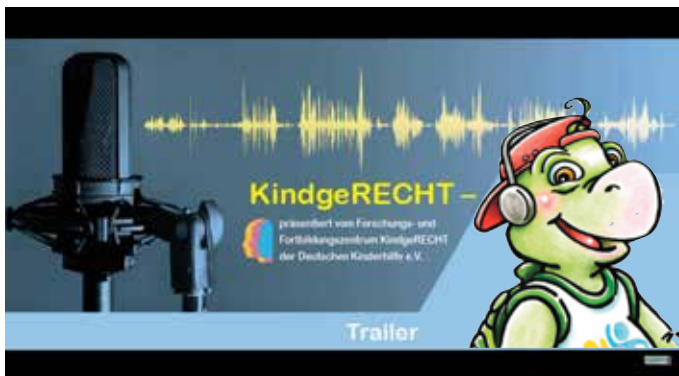 KindgeRECHT –
präsentiert vom Forschungs- und
Fortbildungszentrum KindgeRECHT
der Deutschen Kinderhilfe e.V.
Trailer